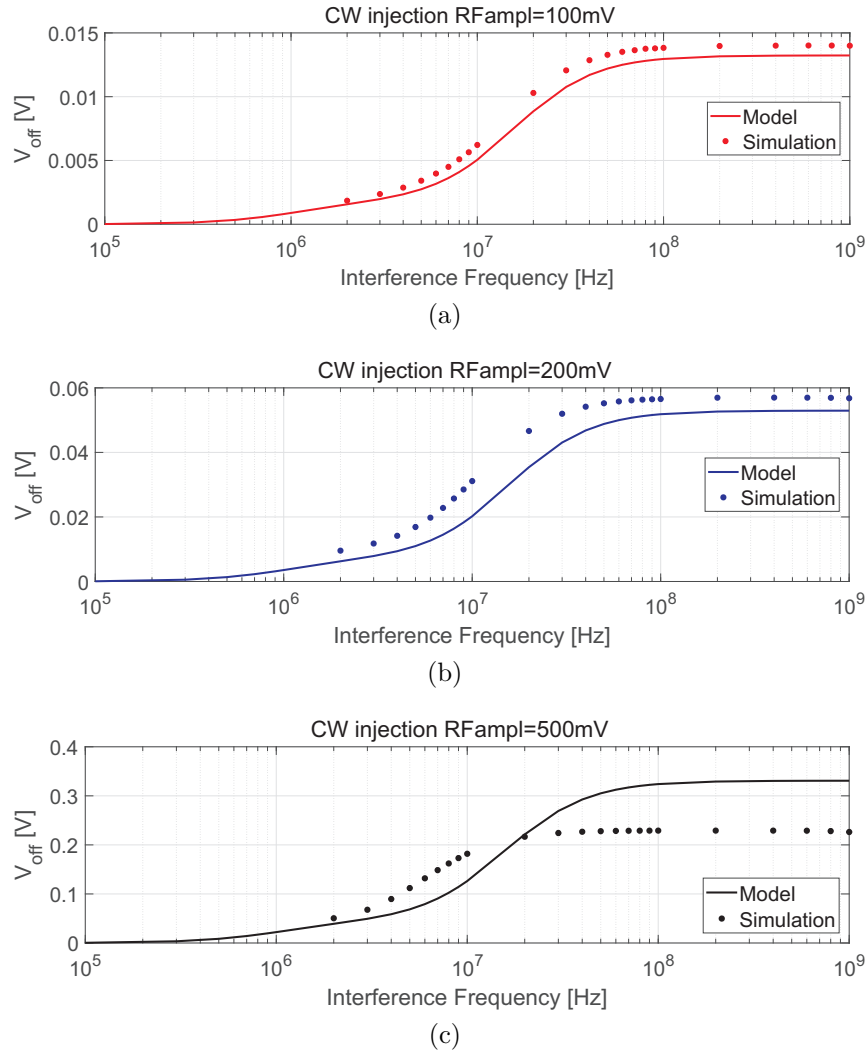 CW injection RFampl=100mV
0.015
0.01
0.005
0
V_off [V]
Model
Simulation
10^5
10^6
10^7
10^8
10^9
Interference Frequency [Hz]
(a)
CW injection RFampl=200mV
0.06
0.04
0.02
0
V_off [V]
Model
Simulation
10^5
10^6
10^7
10^8
10^9
Interference Frequency [Hz]
(b)
CW injection RFampl=500mV
0.4
0.3
0.2
0.1
0
V_off [V]
Model
Simulation
10^5
10^6
10^7
10^8
10^9
Interference Frequency [Hz]
(c)